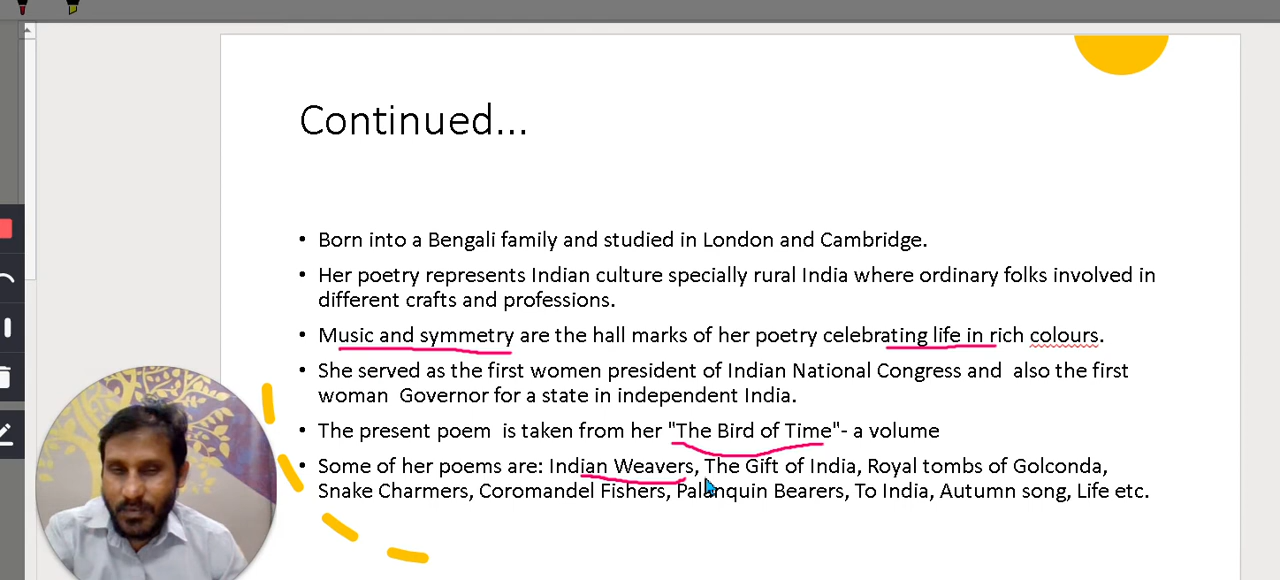 Continued...
• Born into a Bengali family and studied in London and Cambridge.
• Her poetry represents Indian culture specially rural India where ordinary folks involved in
different crafts and professions.
• Music and symmetry are the hall marks of her poetry celebrating life in rich colours.
• She served as the first women president of Indian National Congress and  also the first
woman  Governor for a state in independent India.
• The present poem  is taken from her "The Bird of Time"- a volume
• Some of her poems are: Indian Weavers, The Gift of India, Royal tombs of Golconda,
Snake Charmers, Coromandel Fishers, Palanquin Bearers, To India, Autumn song, Life etc.